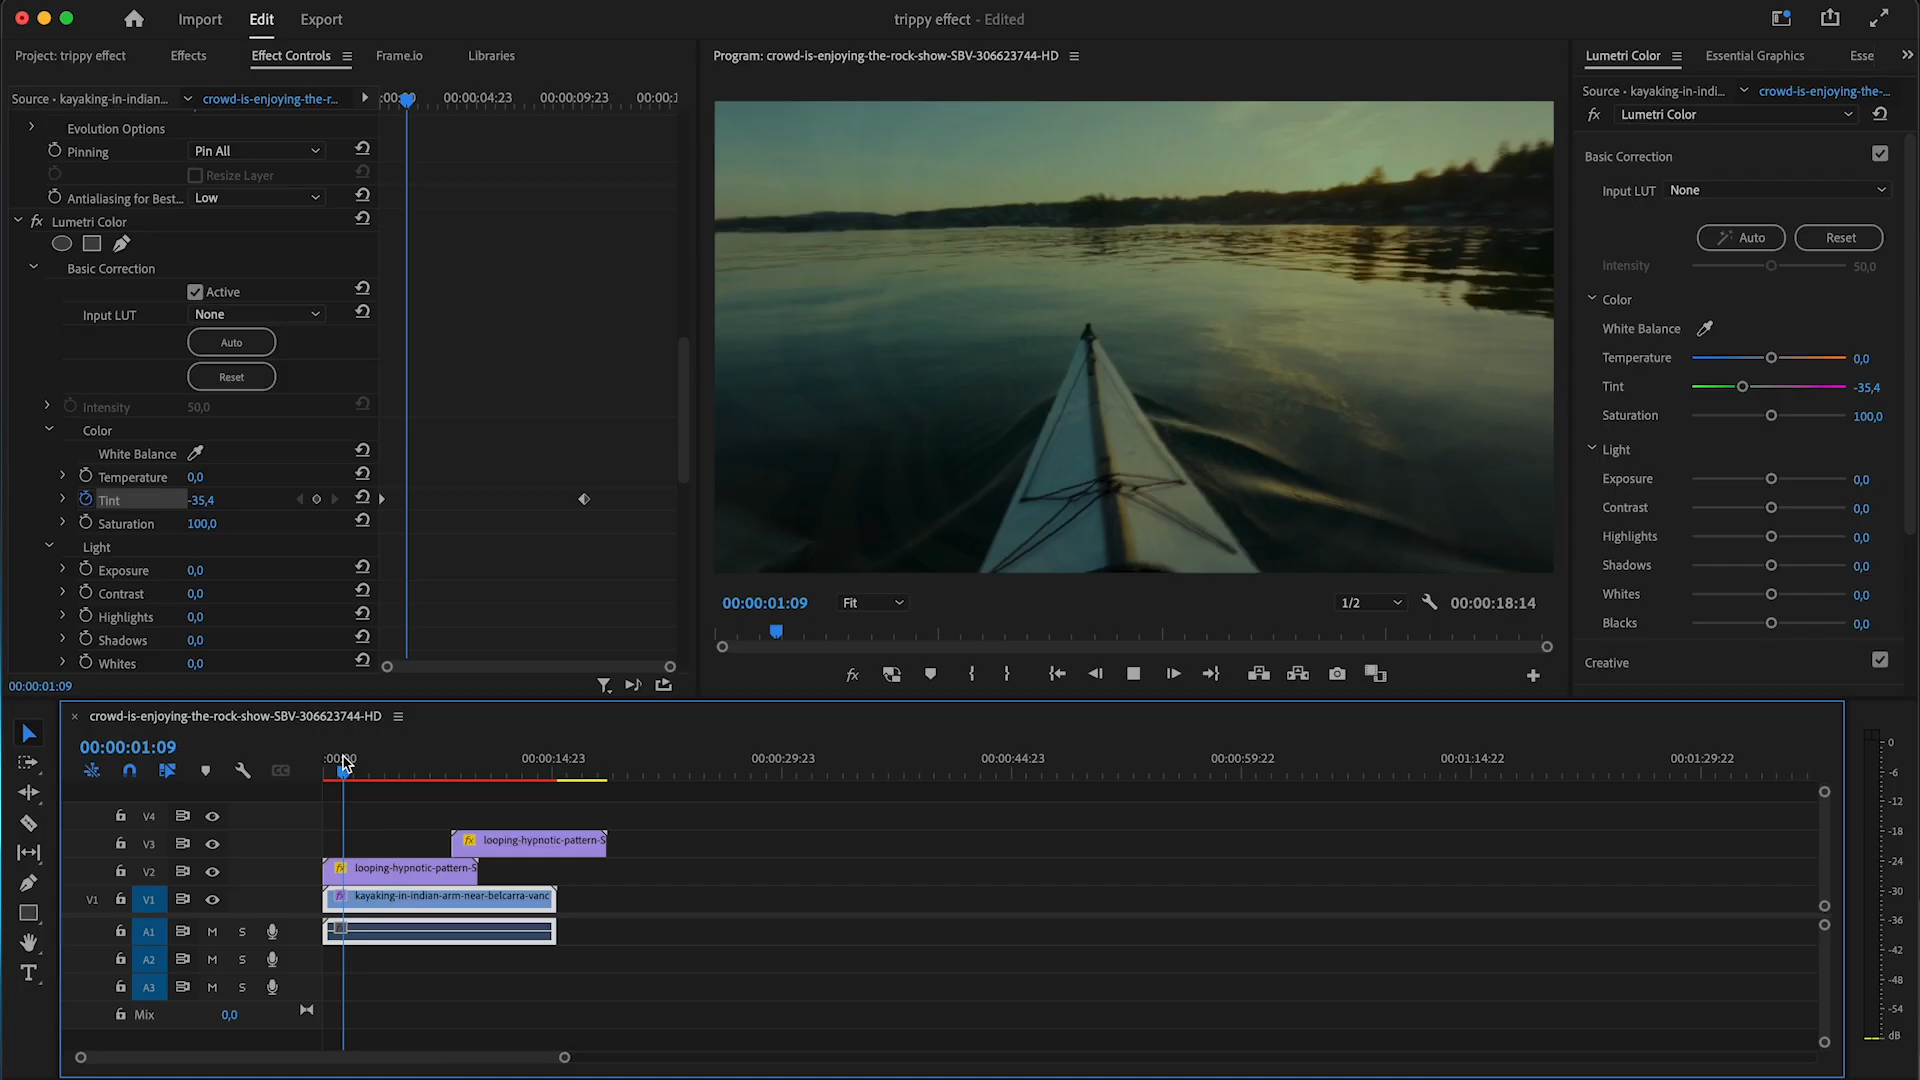 Import Edit Export
trippy effect - Edited
Project: trippy effect Effects Effect Controls Frame.io Libraries
Source • kayaking-in-indian... crowd-is-enjoying-the-r...
:00:00 00:00:04:23 00:00:09:23 00:00:1
Evolution Options
Pinning Pin All
Resize Layer
Antialiasing for Best... Low
fx Lumetri Color
Basic Correction
Active
Input LUT None
Auto
Reset
Intensity 50,0
Color
White Balance
Temperature 0,0
Tint -35,4
Saturation 100,0
Light
Exposure 0,0
Contrast 0,0
Highlights 0,0
Shadows 0,0
Whites 0,0
00:00:01:09
Program: crowd-is-enjoying-the-rock-show-SBV-306623744-HD
00:00:01:09 Fit 1/2 00:00:18:14
fx
Lumetri Color Essential Graphics Esse
Source • kayaking-in-indi... crowd-is-enjoying-the-...
fx Lumetri Color
Basic Correction
Input LUT None
Auto Reset
Intensity 50,0
Color
White Balance
Temperature 0,0
Tint -35,4
Saturation 100,0
Light
Exposure 0,0
Contrast 0,0
Highlights 0,0
Shadows 0,0
Whites 0,0
Blacks 0,0
Creative
crowd-is-enjoying-the-rock-show-SBV-306623744-HD
00:00:01:09
00:00:14:23 00:00:29:23 00:00:44:23 00:00:59:22 00:01:14:22 00:01:29:22
V4
V3 fx looping-hypnotic-pattern-S
V2 fx looping-hypnotic-pattern-S
V1 V1 fx kayaking-in-indian-arm-near-belcarra-vanc
A1 M S
A2 M S
A3 M S
Mix 0,0
T
0
-6
-12
-18
-24
-30
-36
-42
-48
-54
dB